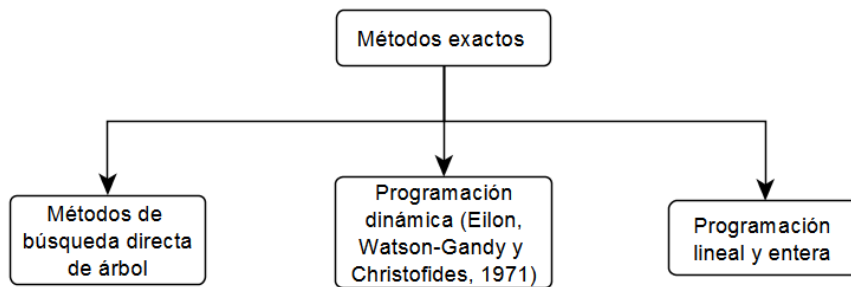 Métodos exactos
Métodos de
búsqueda directa
de árbol
Programación
dinámica (Eilon,
Watson-Gandy y
Christofides, 1971)
Programación
lineal y entera